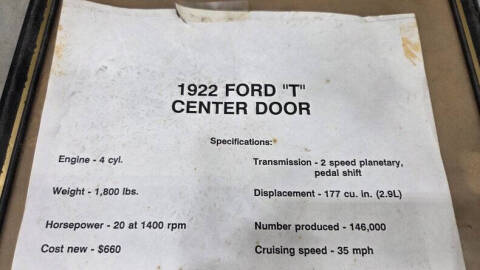 1922 FORD "T"
CENTER DOOR
Specifications:
Engine - 4 cyl.
Transmission - 2 speed planetary,
pedal shift
Weight - 1,800 lbs.
Displacement - 177 cu. in. (2.9L)
Horsepower - 20 at 1400 rpm
Number produced - 146,000
Cost new - $660
Cruising speed - 35 mph